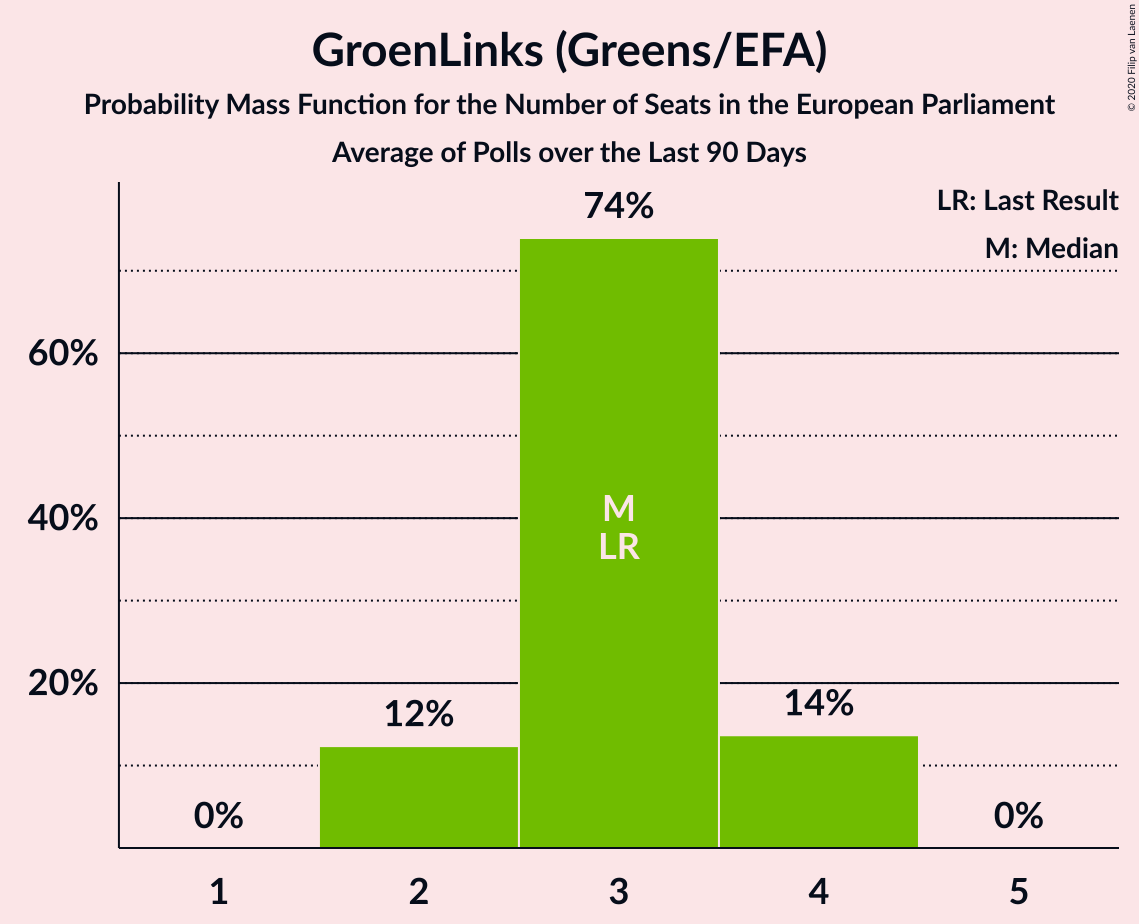 GroenLinks (Greens/EFA)
Probability Mass Function for the Number of Seats in the European Parliament
Average of Polls over the Last 90 Days
© 2020 Filip van Laenen
LR: Last Result
M: Median
74%
60%
40%
20%
M
LR
12%
14%
0%
0%
1
2
3
4
5